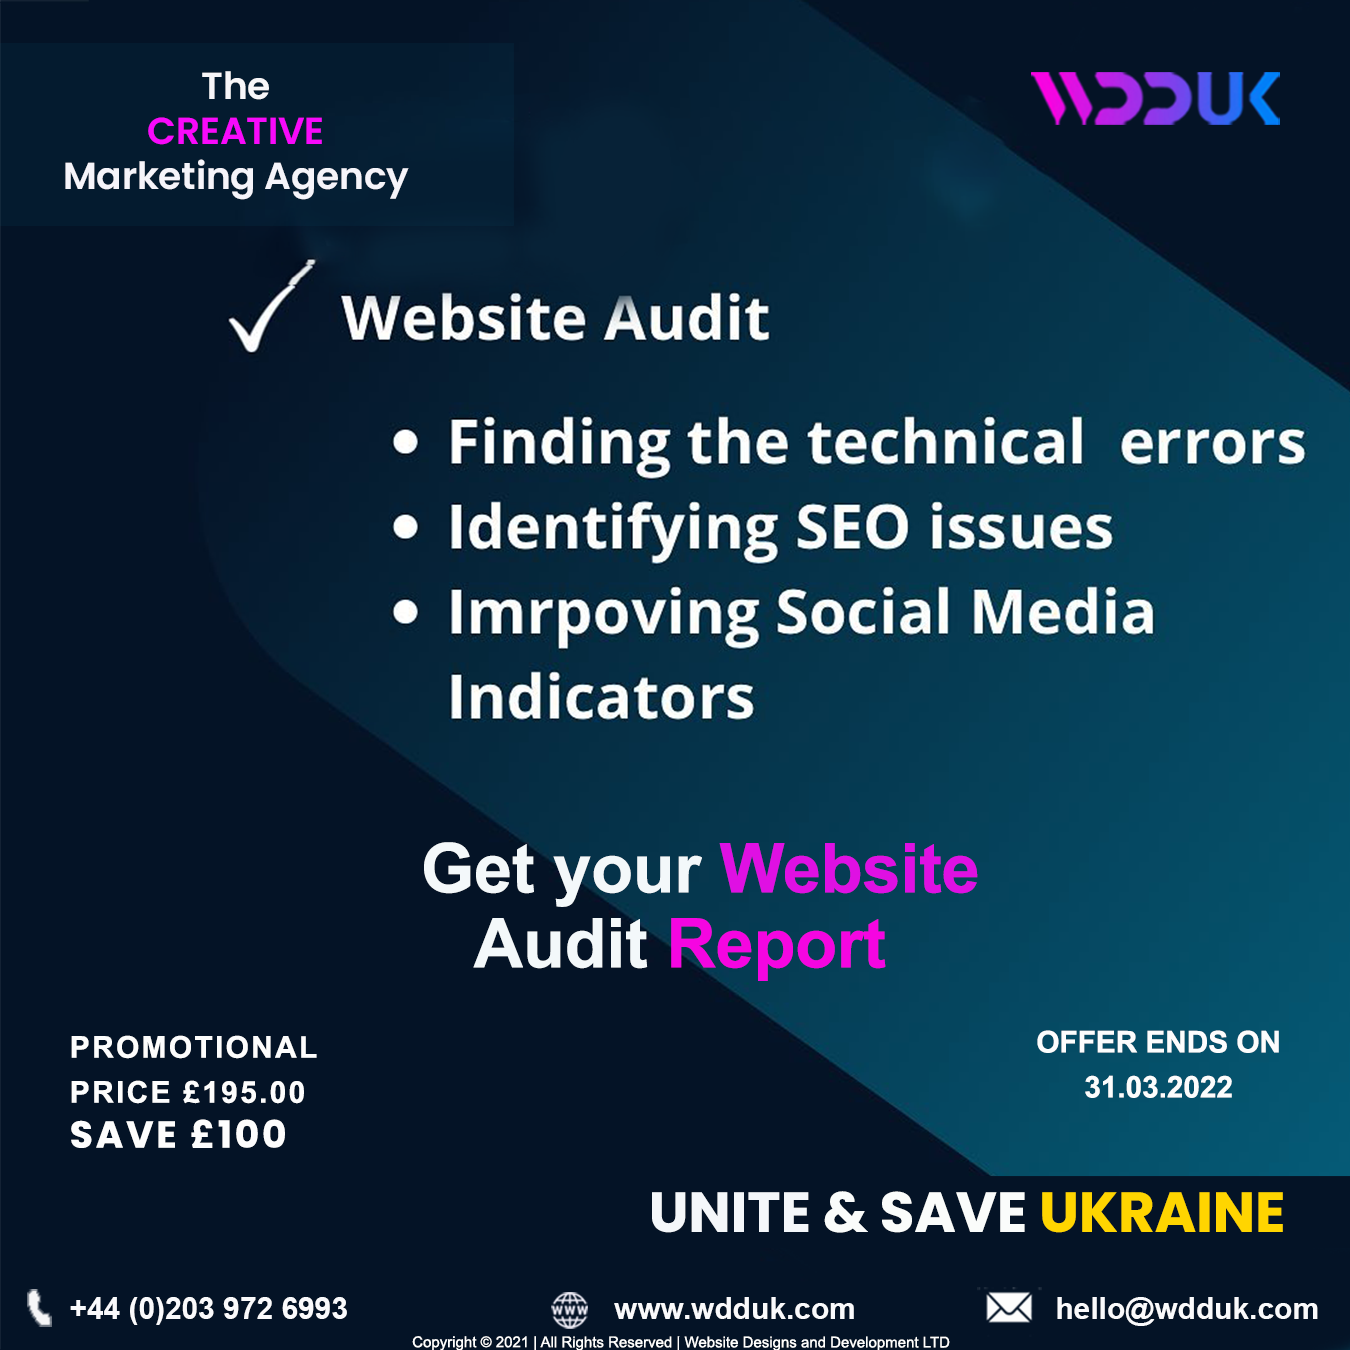 The
CREATIVE
Marketing Agency
WDDUK
Website Audit
• Finding the technical  errors
• Identifying SEO issues
• Imrpoving Social Media
Indicators
Get your Website
Audit Report
PROMOTIONAL
PRICE £195.00
SAVE £100
OFFER ENDS ON
31.03.2022
UNITE & SAVE UKRAINE
+44 (0)203 972 6993
www
www.wdduk.com
hello@wdduk.com
Copyright © 2021 | All Rights Reserved | Website Designs and Development LTD